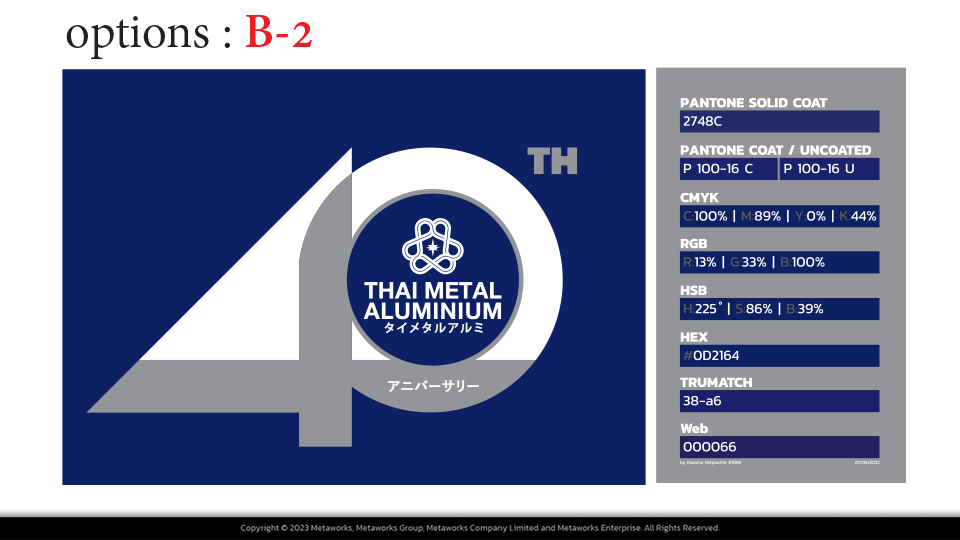 options : B-2
40
TH
THAI METAL
ALUMINIUM
タイメタルアルミ
アニバーサリー
PANTONE SOLID COAT
2748C
PANTONE COAT / UNCOATED
P 100-16 C
P 100-16 U
CMYK
C:100% | M:89% | Y:0% | K:44%
RGB
R:13% | G:33% | B:100%
HSB
H:225° | S:86% | B:39%
HEX
#0D2164
TRUMATCH
38-a6
Web
000066
20/06/2023
Copyright © 2023 Metaworks, Metaworks Group, Metaworks Company Limited and Metaworks Enterprise. All Rights Reserved.